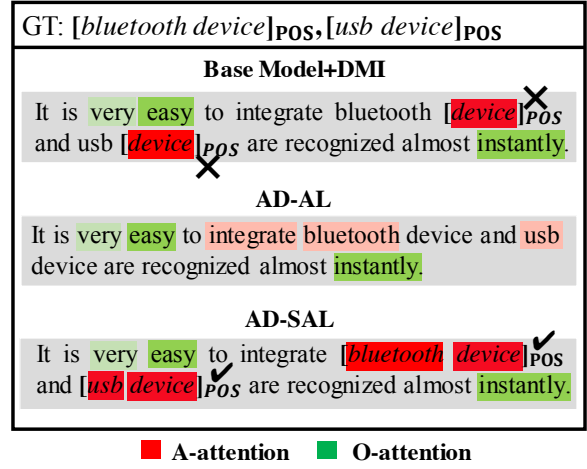 GT: [bluetooth device]POS,[usb device]POS
Base Model+DMI
It is very easy to integrate bluetooth [device]POS
and usb [device]POS are recognized almost instantly.
AD-AL
It is very easy to integrate bluetooth device and usb
device are recognized almost instantly.
AD-SAL
It is very easy to integrate [bluetooth device]POS
and [usb device]POS are recognized almost instantly.
A-attention O-attention